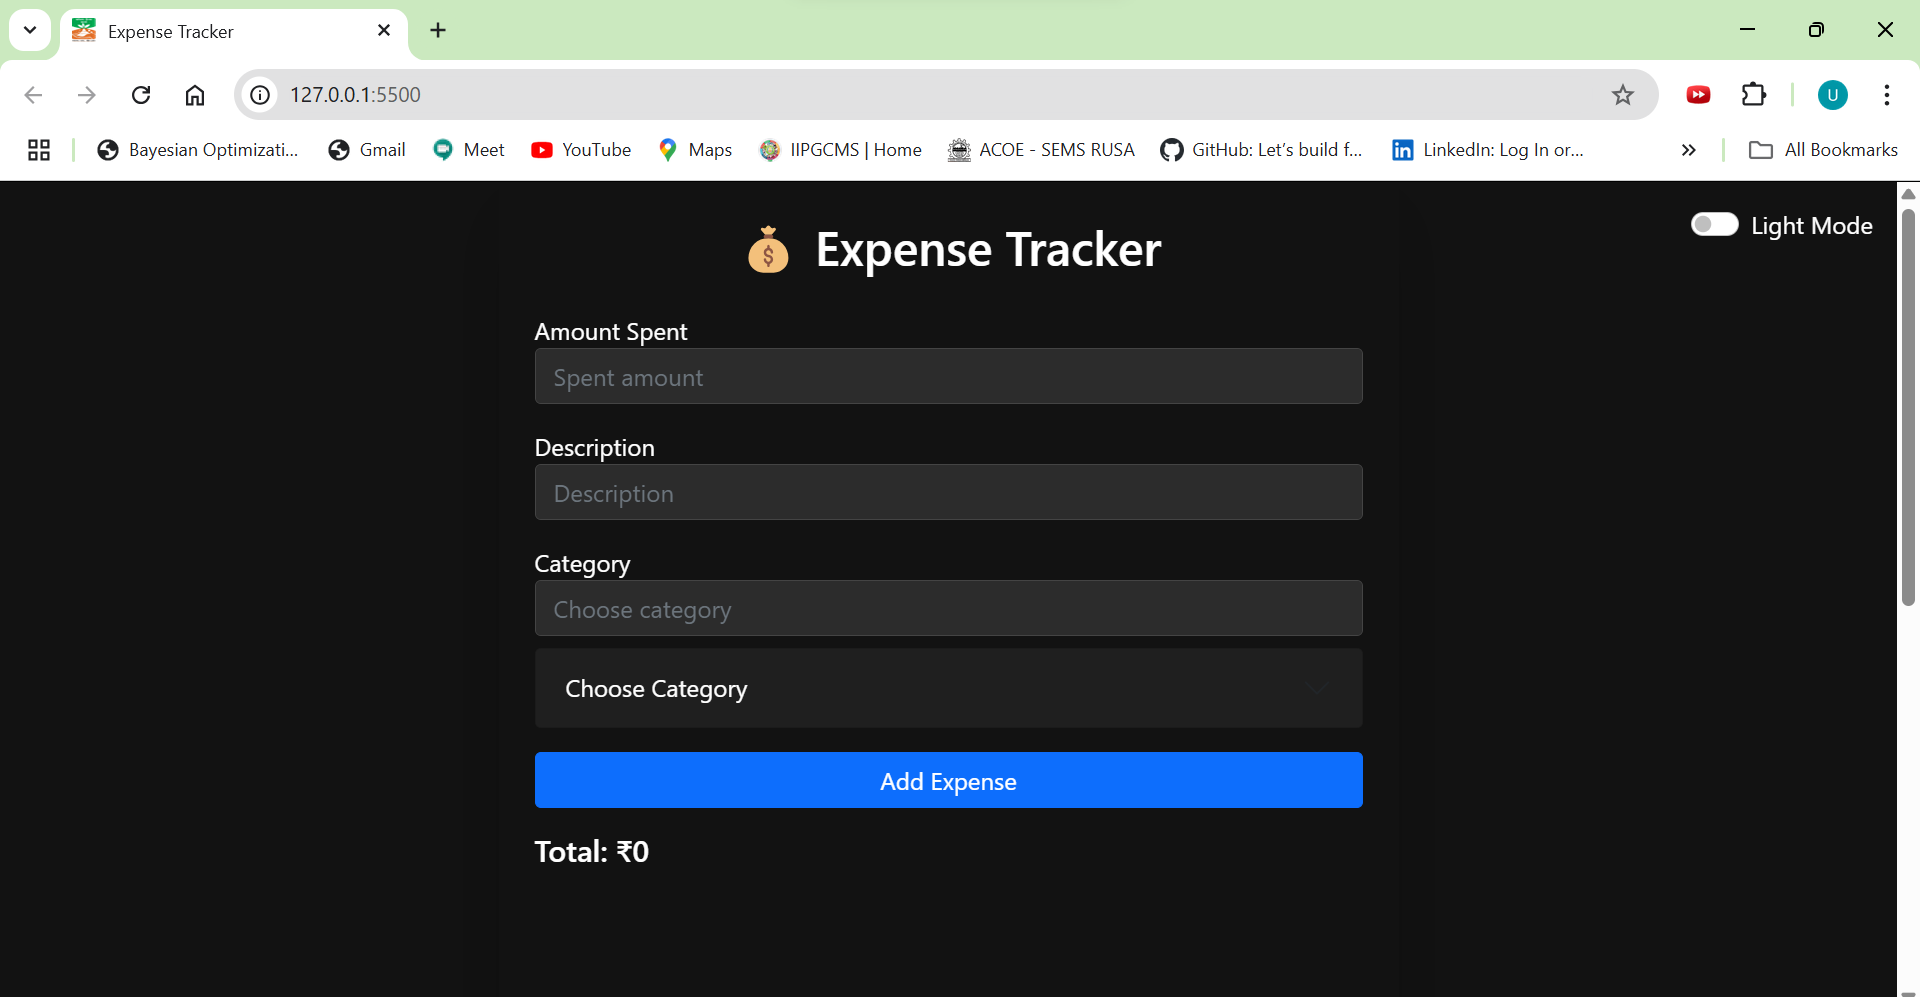 Expense Tracker
127.0.0.1:5500
Bayesian Optimizati... Gmail Meet YouTube Maps IIPGCMS | Home ACOE - SEMS RUSA GitHub: Let's build f... LinkedIn: Log In or... All Bookmarks
U
Light Mode
Expense Tracker
Amount Spent
Spent amount
Description
Description
Category
Choose category
Choose Category
Add Expense
Total: ₹0